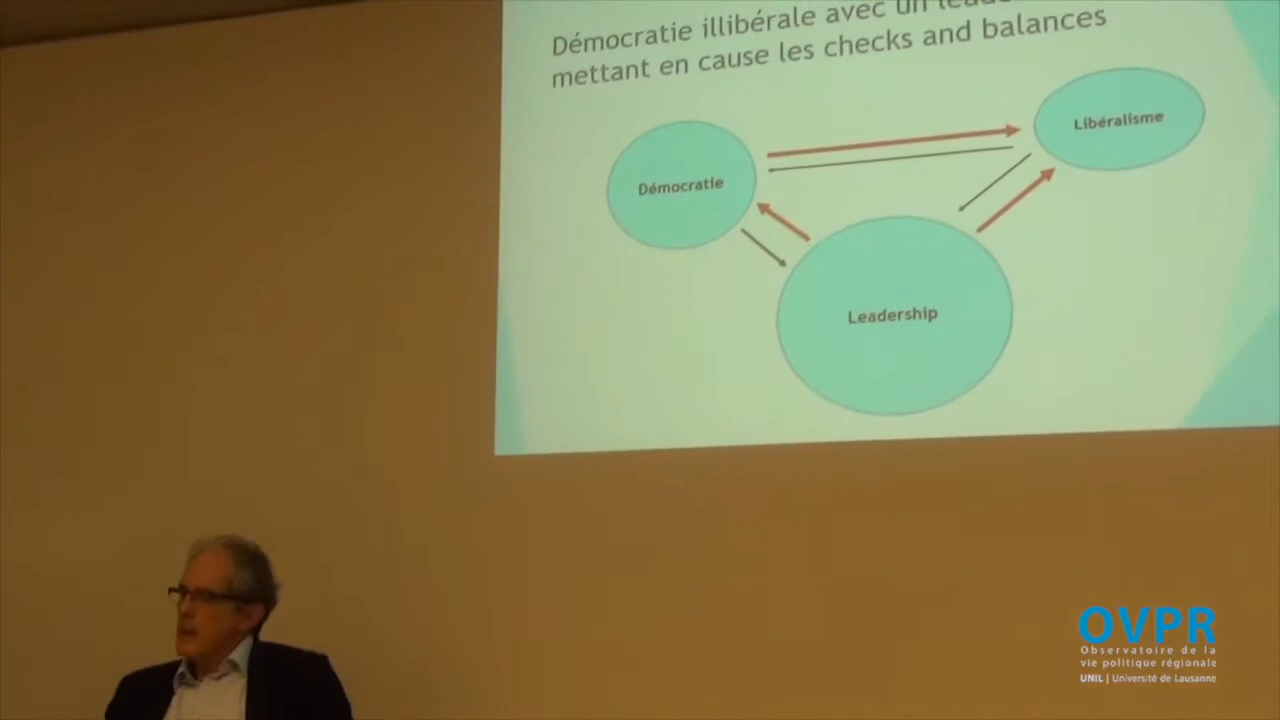 Démocratie illibérale avec un
mettant en cause les checks and balances
Libéralisme
Démocratie
Leadership
OVPR
Observatoire de la
vie politique régionale
UNIL | Université de Lausanne